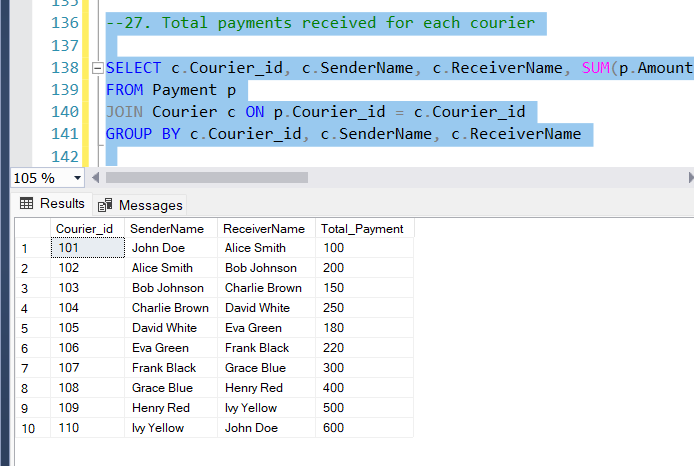 135
136 --27. Total payments received for each courier
137
138 SELECT c.Courier_id, c.SenderName, c.ReceiverName, SUM(p.Amount
139 FROM Payment p
140 JOIN Courier c ON p.Courier_id = c.Courier_id
141 GROUP BY c.Courier_id, c.SenderName, c.ReceiverName
142
105 %
Results Messages
Courier_id SenderName ReceiverName Total_Payment
1 101 John Doe Alice Smith 100
2 102 Alice Smith Bob Johnson 200
3 103 Bob Johnson Charlie Brown 150
4 104 Charlie Brown David White 250
5 105 David White Eva Green 180
6 106 Eva Green Frank Black 220
7 107 Frank Black Grace Blue 300
8 108 Grace Blue Henry Red 400
9 109 Henry Red Ivy Yellow 500
10 110 Ivy Yellow John Doe 600